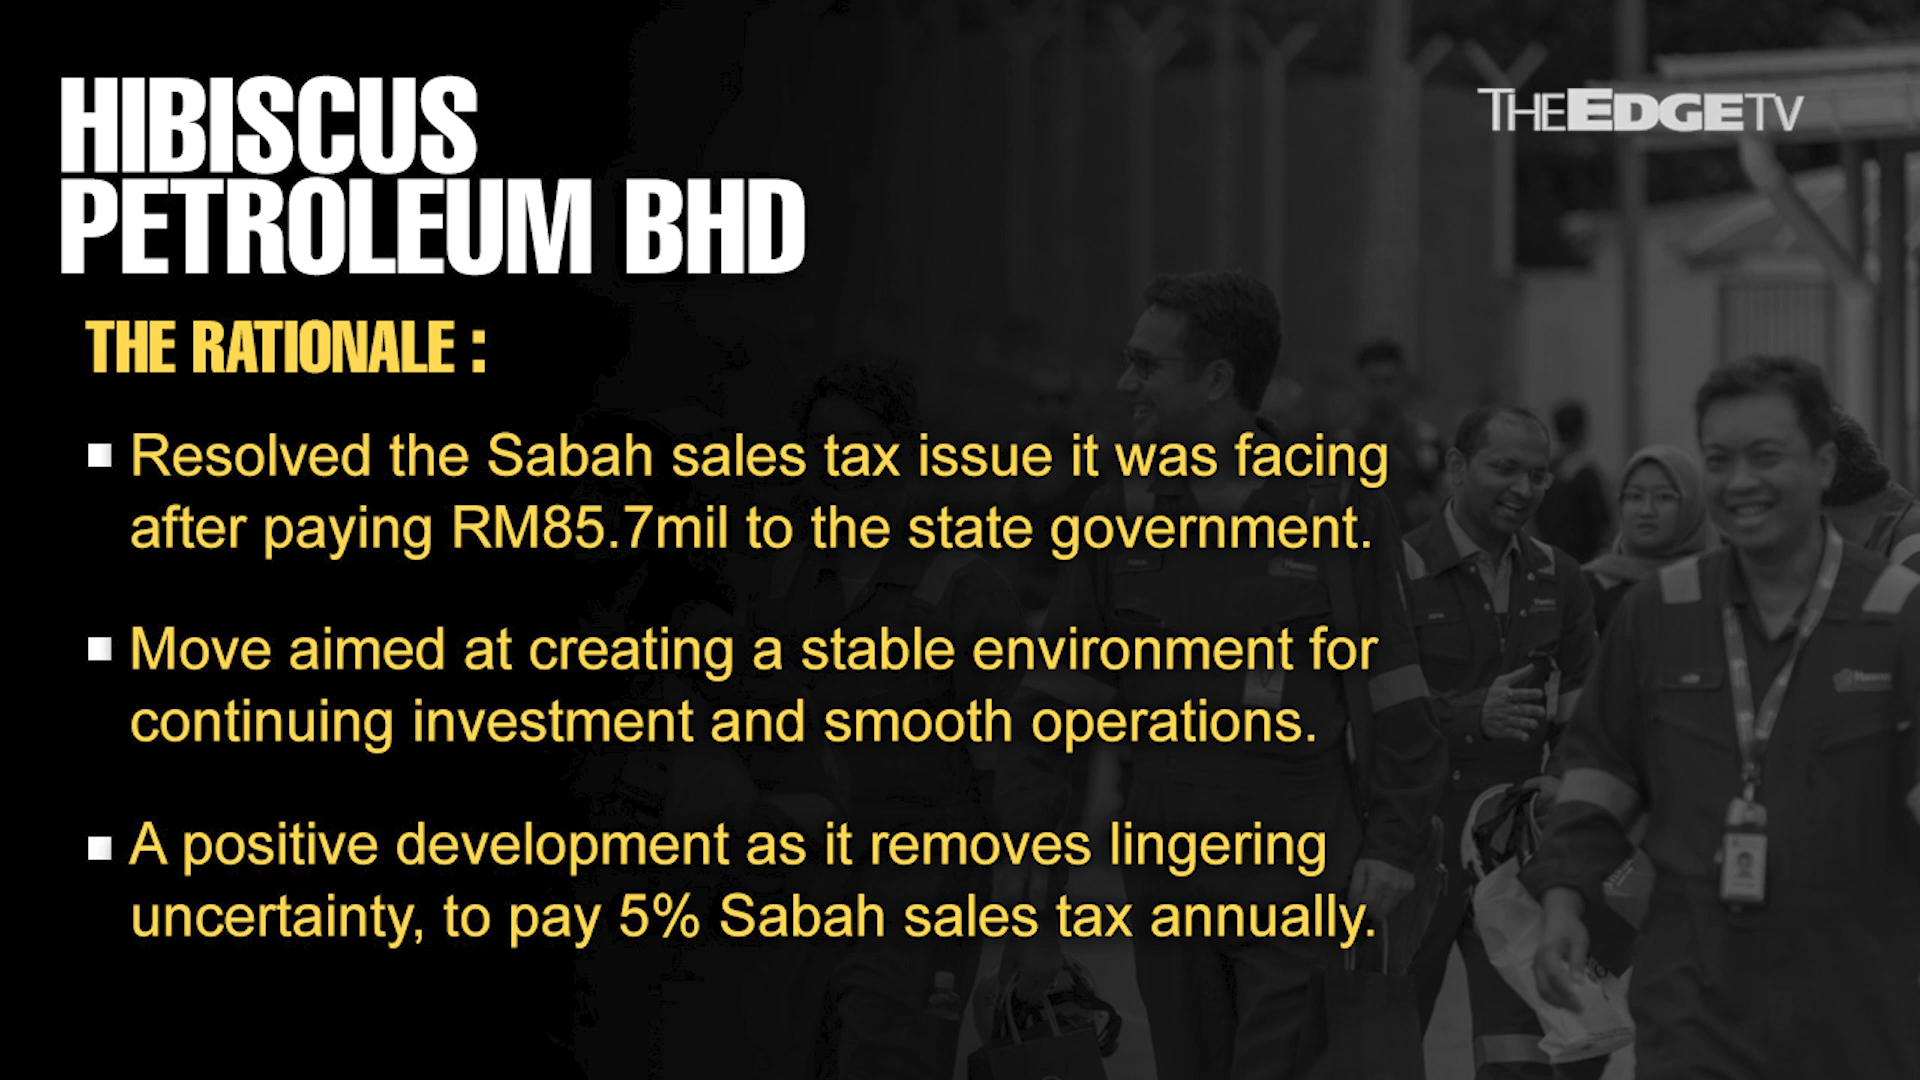 HIBISCUS
PETROLEUM BHD
THEEDGETV
THE RATIONALE :
Resolved the Sabah sales tax issue it was facing
after paying RM85.7mil to the state government.
Move aimed at creating a stable environment for
continuing investment and smooth operations.
A positive development as it removes lingering
uncertainty, to pay 5% Sabah sales tax annually.